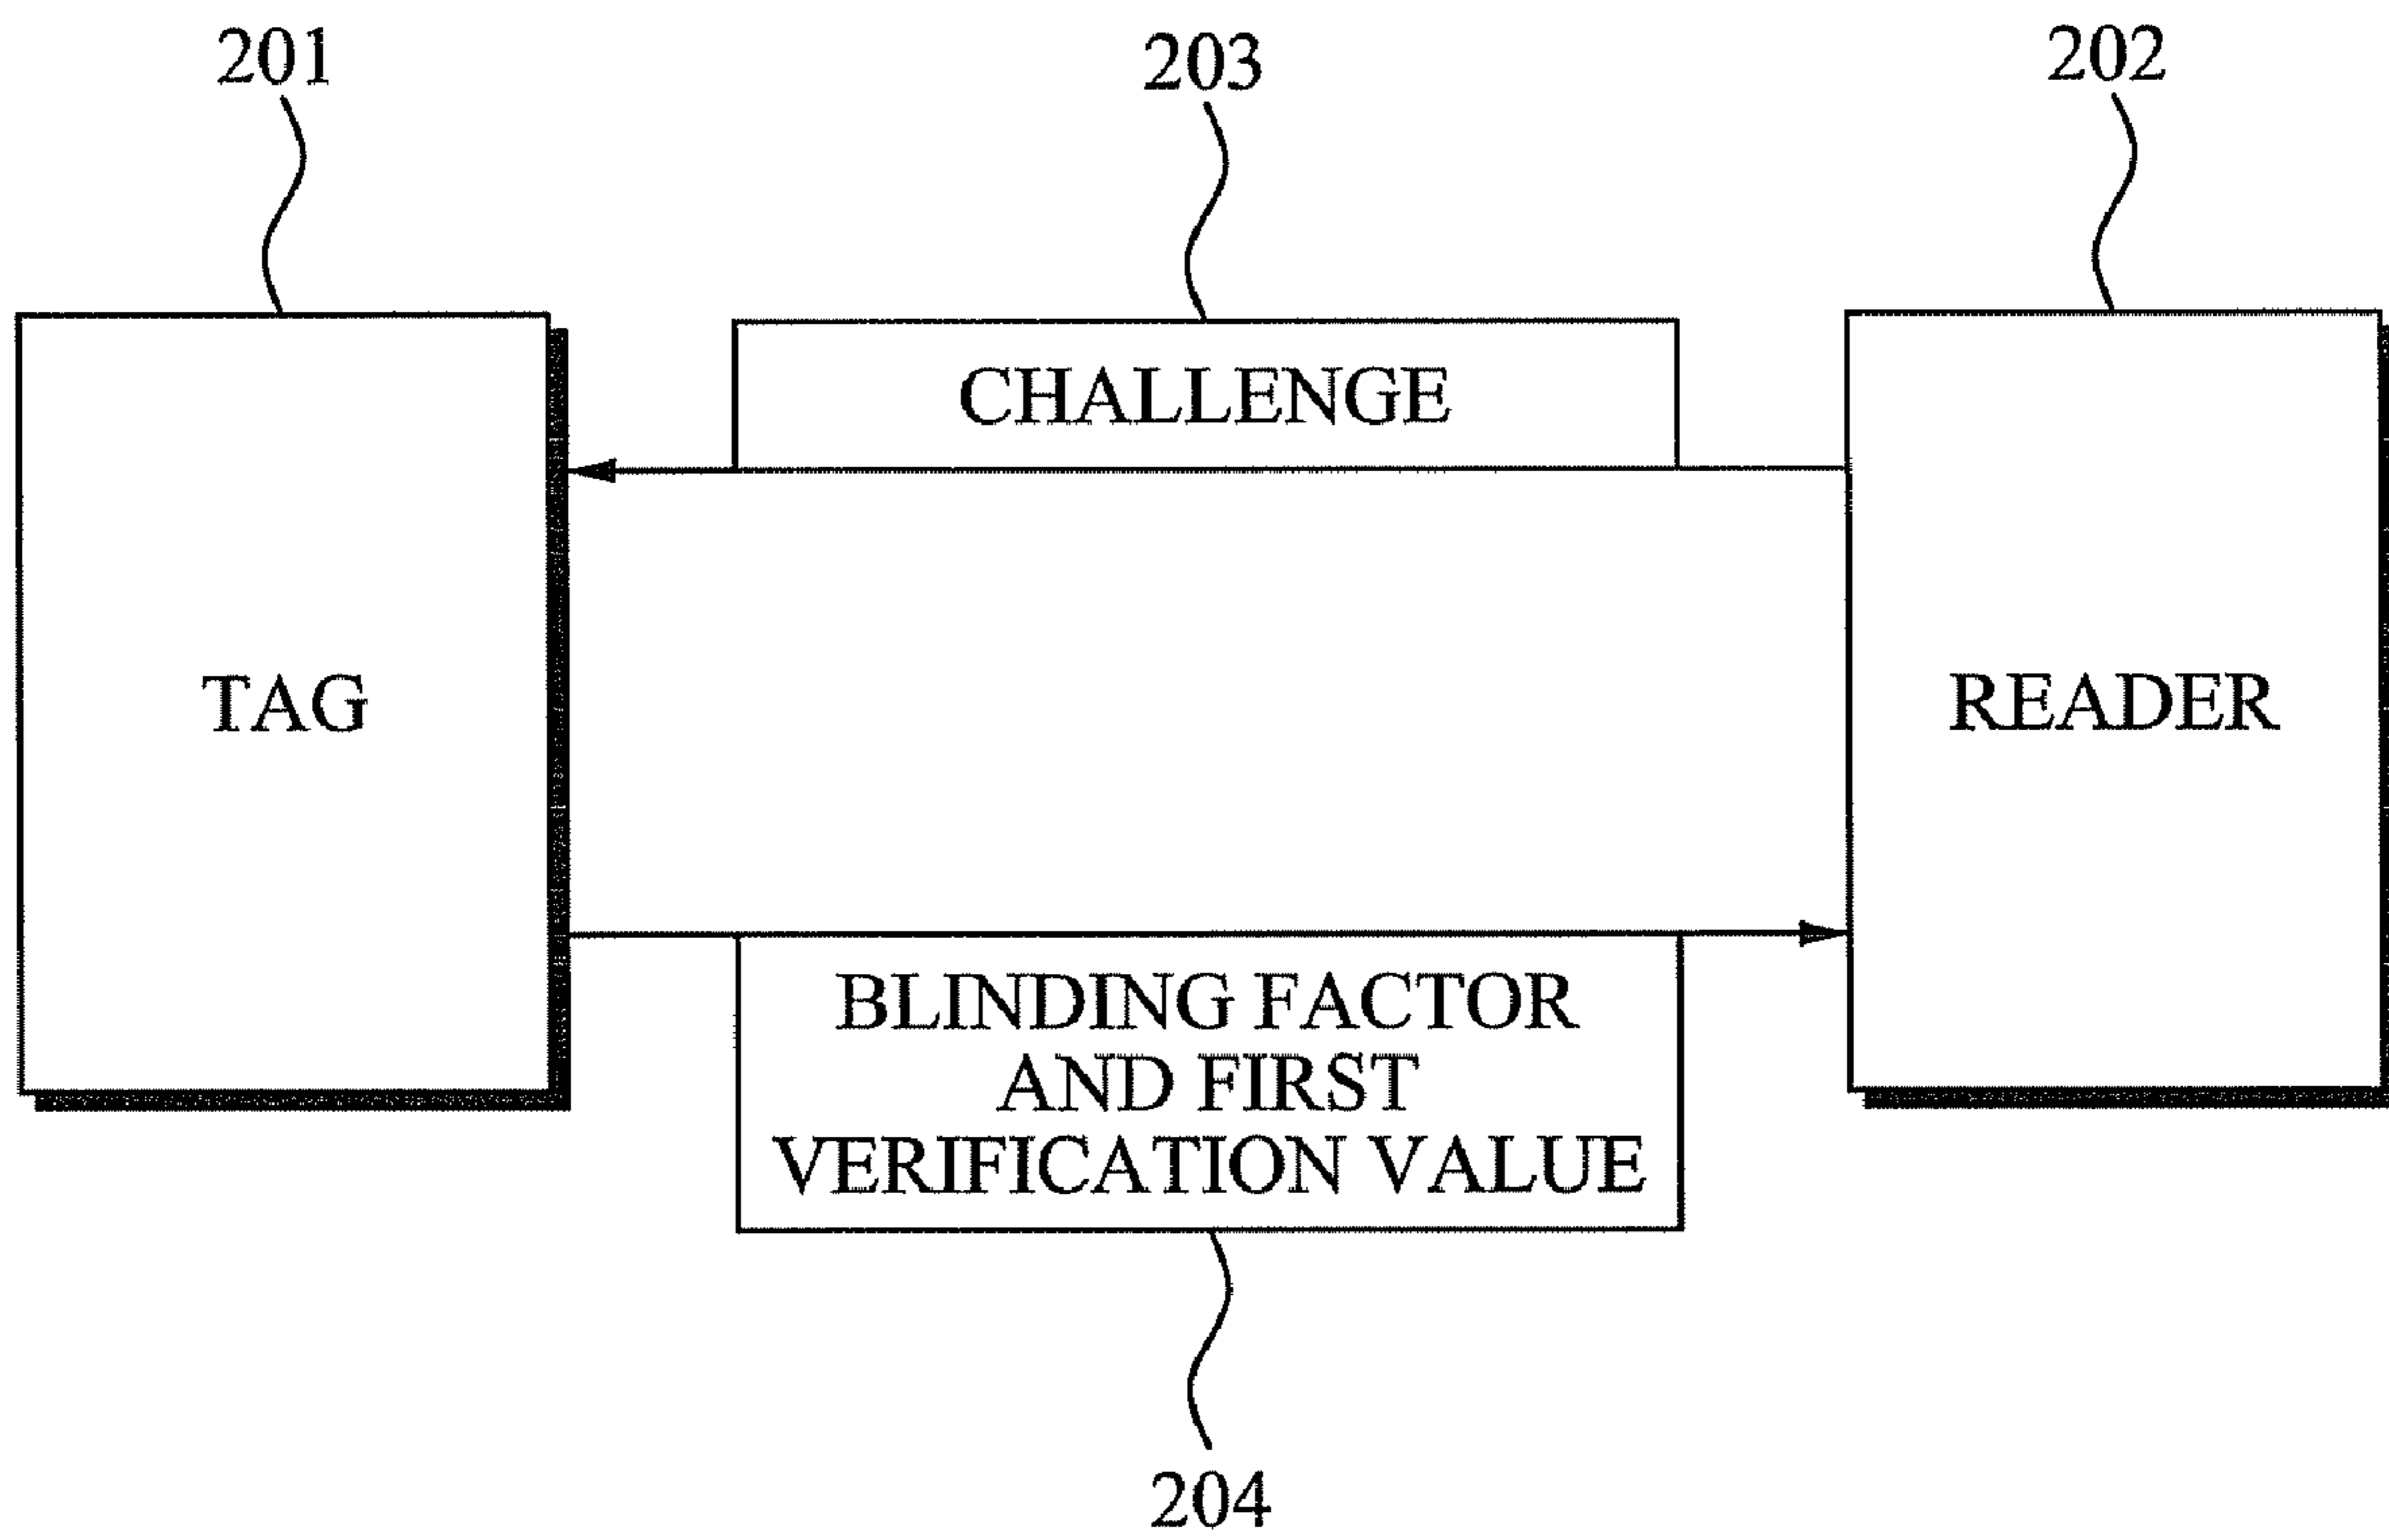 201
203
202
CHALLENGE
TAG
READER
BLINDING FACTOR
AND FIRST
VERIFICATION VALUE
204